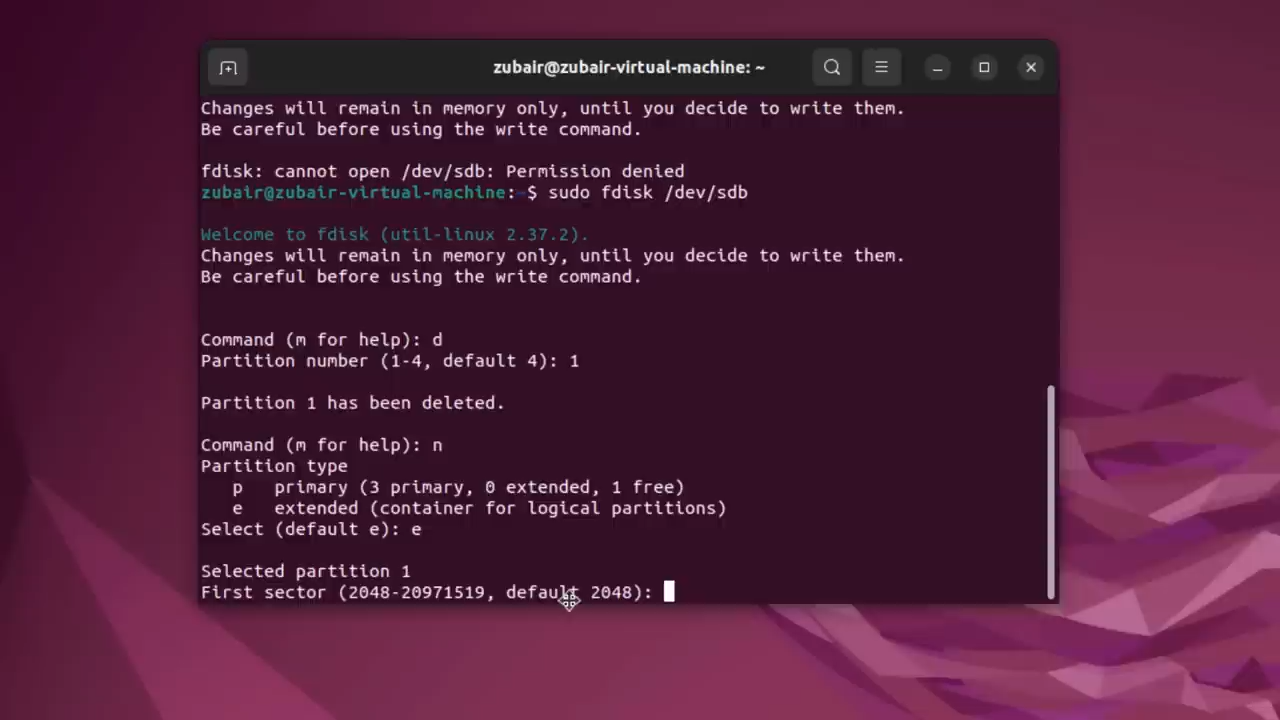 zubair@zubair-virtual-machine: ~
Changes will remain in memory only, until you decide to write them.
Be careful before using the write command.
fdisk: cannot open /dev/sdb: Permission denied
zubair@zubair-virtual-machine:~$ sudo fdisk /dev/sdb
Welcome to fdisk (util-linux 2.37.2).
Changes will remain in memory only, until you decide to write them.
Be careful before using the write command.
Command (m for help): d
Partition number (1-4, default 4): 1
Partition 1 has been deleted.
Command (m for help): n
Partition type
   p   primary (3 primary, 0 extended, 1 free)
   e   extended (container for logical partitions)
Select (default e): e
Selected partition 1
First sector (2048-20971519, default 2048):